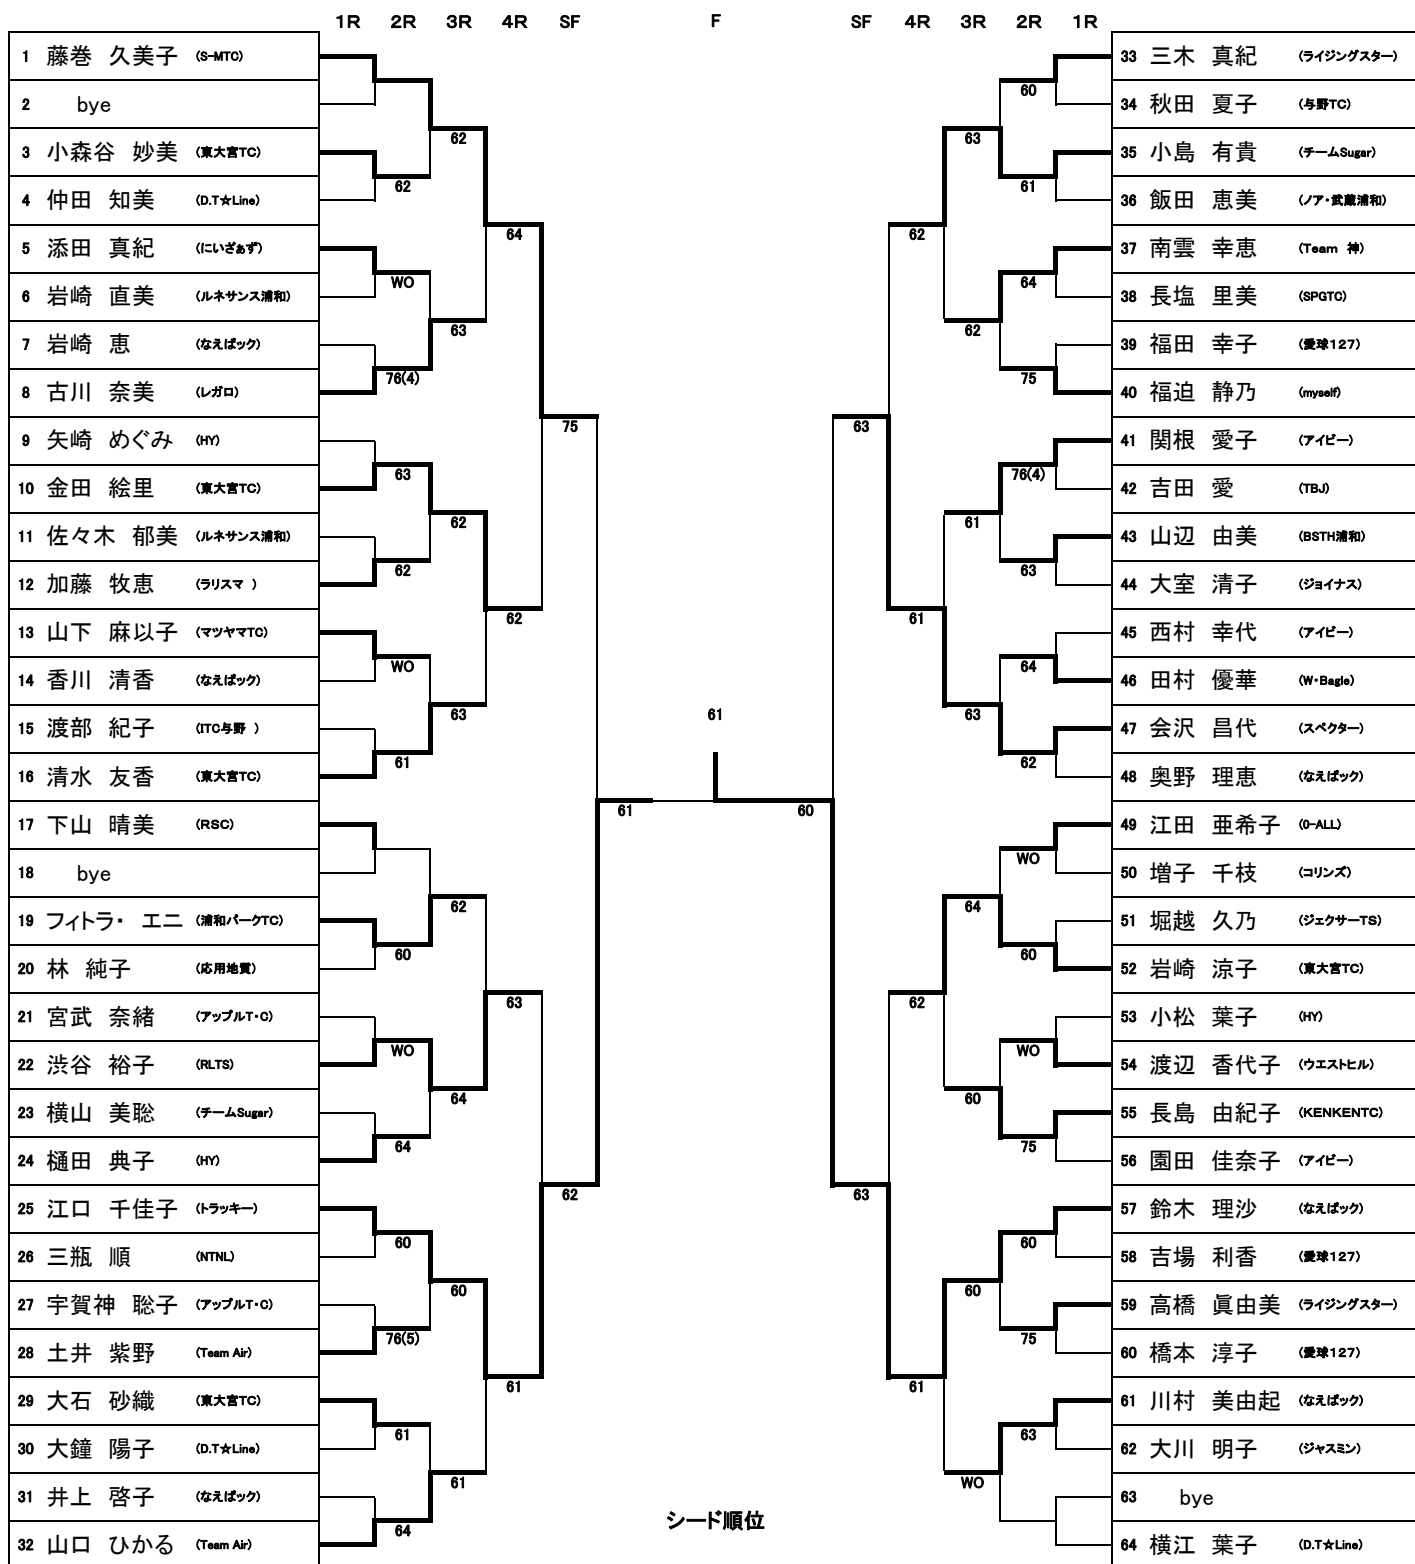 1R 2R 3R 4R SF F SF 4R 3R 2R 1R
1 藤巻 久美子 (S-MTC)
2 bye
3 小森谷 妙美 (東大宮TC)
4 仲田 知美 (D.T☆Line)
5 添田 真紀 (にいざぁず)
6 岩崎 直美 (ルネサンス浦和)
7 岩崎 恵 (なえぱック)
8 古川 奈美 (レガロ)
9 矢崎 めぐみ (HY)
10 金田 絵里 (東大宮TC)
11 佐々木 郁美 (ルネサンス浦和)
12 加藤 牧恵 (ラリスマ )
13 山下 麻以子 (マツヤマTC)
14 香川 清香 (なえぱック)
15 渡部 紀子 (ITC与野 )
16 清水 友香 (東大宮TC)
17 下山 晴美 (RSC)
18 bye
19 フィトラ・ エニ (浦和パークTC)
20 林 純子 (応用地質)
21 宮武 奈緒 (アップルT・C)
22 渋谷 裕子 (RLTS)
23 横山 美聡 (チームSugar)
24 樋田 典子 (HY)
25 江口 千佳子 (トラッキー)
26 三瓶 順 (NTNL)
27 宇賀神 聡子 (アップルT・C)
28 土井 紫野 (Team Air)
29 大石 砂織 (東大宮TC)
30 大鐘 陽子 (D.T☆Line)
31 井上 啓子 (なえぱック)
32 山口 ひかる (Team Air)
62
WO
76(4)
63
62
WO
61
60
WO
64
60
76(5)
61
64
62
63
62
63
62
64
60
61
64
62
63
61
75
62
61
61
60
63
63
62
61
62
61
63
62
61
63
64
60
60
WO
60
61
64
75
76(4)
63
64
62
WO
60
WO
75
60
75
63
33 三木 真紀 (ライジングスター)
34 秋田 夏子 (与野TC)
35 小島 有貴 (チームSugar)
36 飯田 恵美 (ノア・武蔵浦和)
37 南雲 幸恵 (Team 神)
38 長塩 里美 (SPGTC)
39 福田 幸子 (愛球127)
40 福迫 静乃 (myself)
41 関根 愛子 (アイビー)
42 吉田 愛 (TBJ)
43 山辺 由美 (BSTH浦和)
44 大室 清子 (ジョイナス)
45 西村 幸代 (アイビー)
46 田村 優華 (W・Bagle)
47 会沢 昌代 (スペクター)
48 奥野 理恵 (なえぱック)
49 江田 亜希子 (0-ALL)
50 増子 千枝 (コリンズ)
51 堀越 久乃 (ジェクサーTS)
52 岩崎 涼子 (東大宮TC)
53 小松 葉子 (HY)
54 渡辺 香代子 (ウエストヒル)
55 長島 由紀子 (KENKENTC)
56 園田 佳奈子 (アイビー)
57 鈴木 理沙 (なえぱック)
58 吉場 利香 (愛球127)
59 高橋 眞由美 (ライジングスター)
60 橋本 淳子 (愛球127)
61 川村 美由起 (なえぱック)
62 大川 明子 (ジャスミン)
63 bye
64 横江 葉子 (D.T☆Line)
シード順位